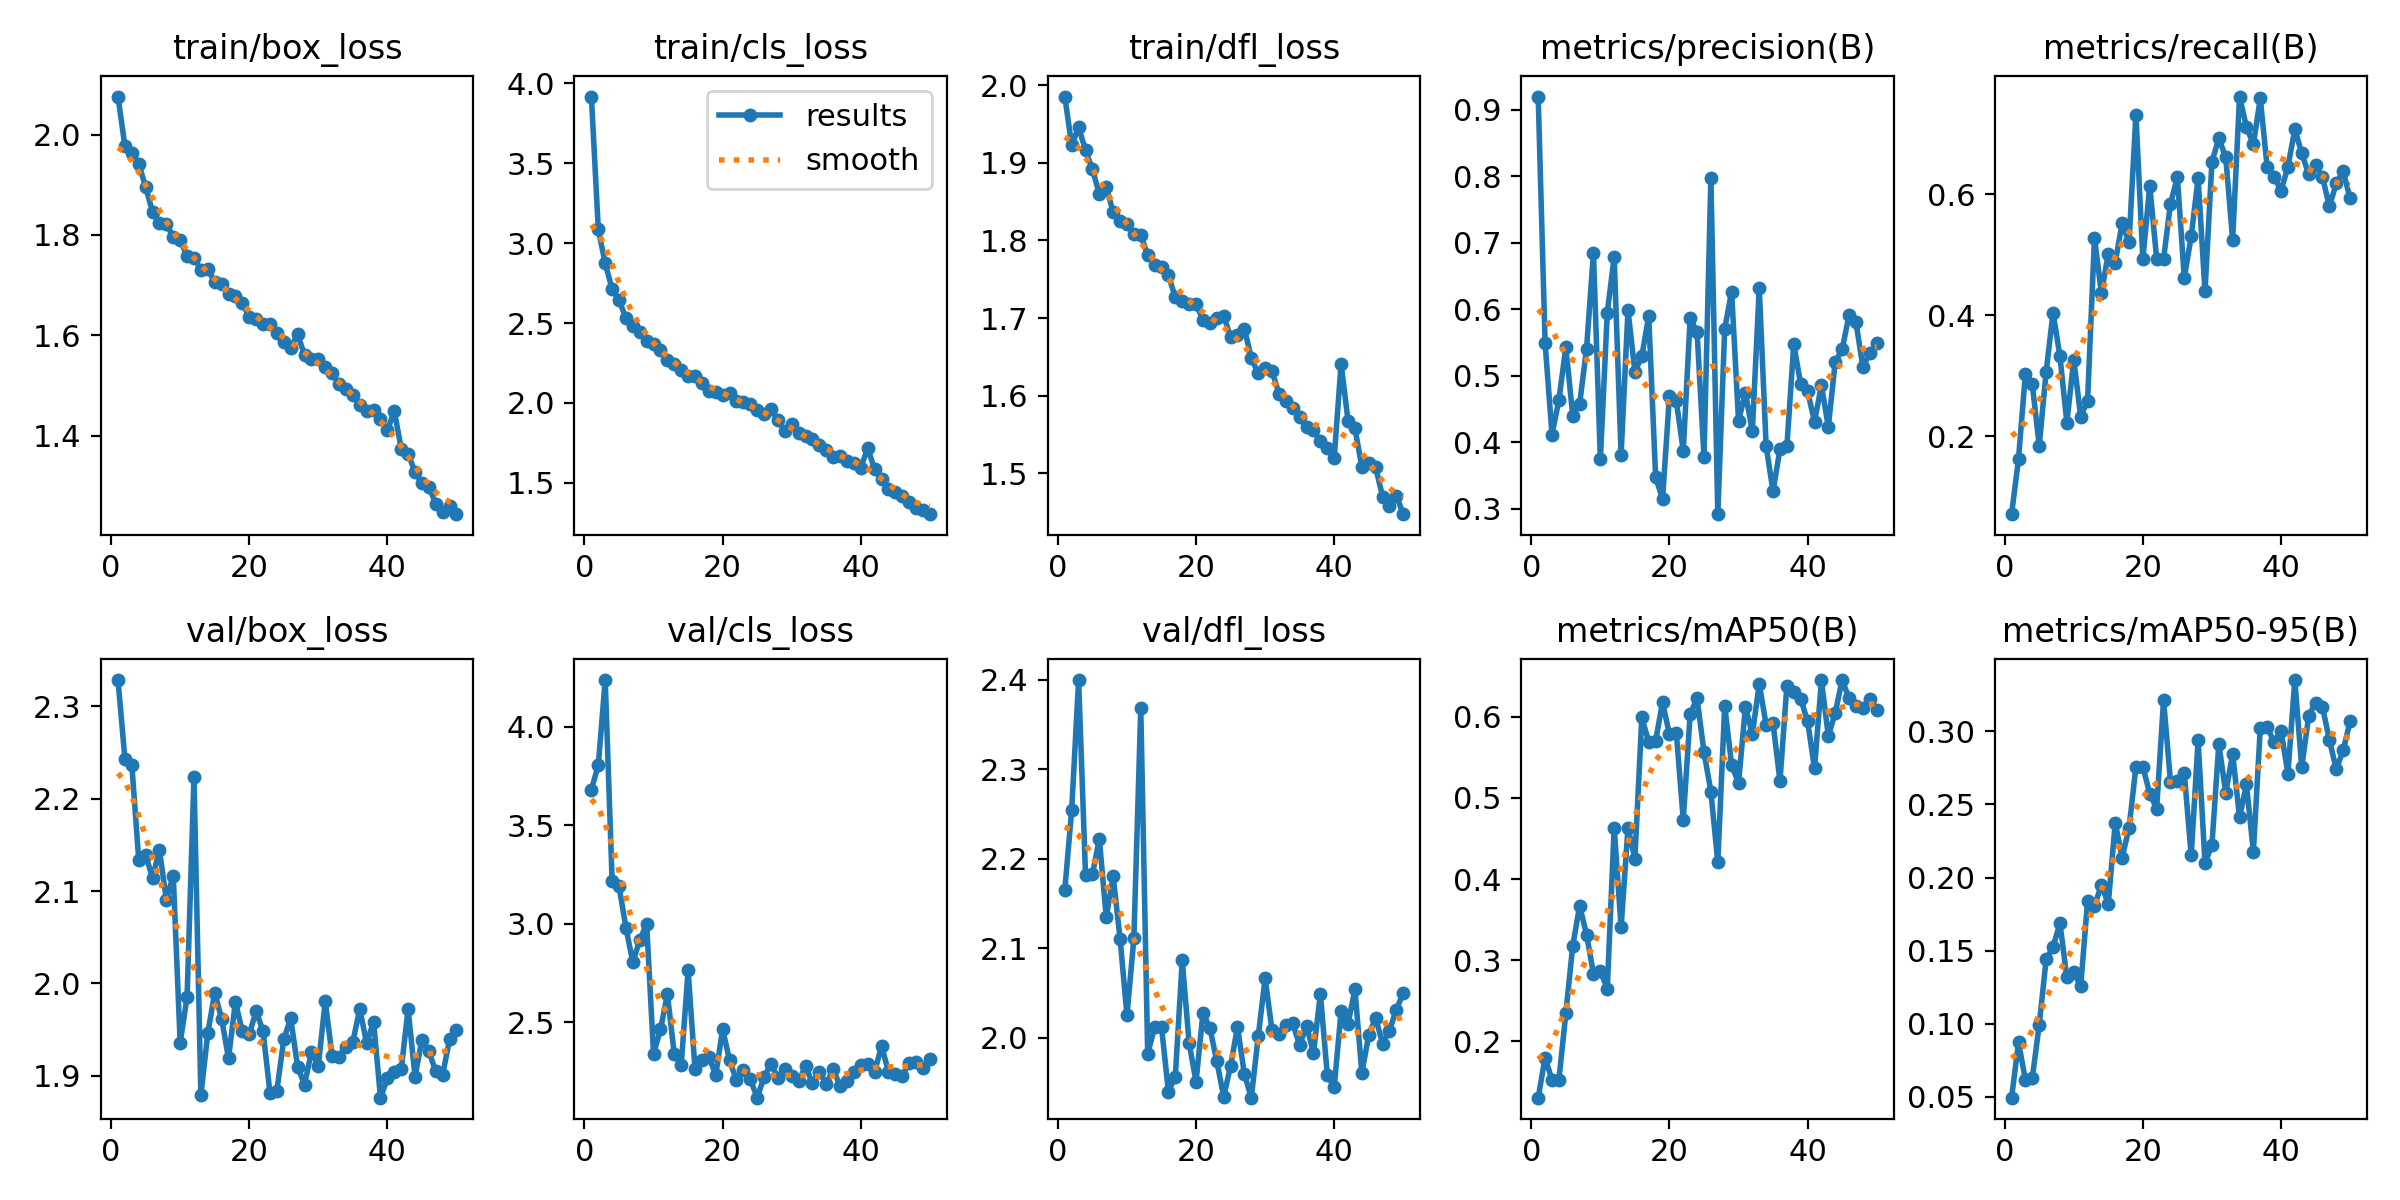 train/box_loss
2.0
1.8
1.6
1.4
0 20 40
train/cls_loss
4.0
3.5
3.0
2.5
2.0
1.5
0 20 40
results
smooth
train/dfl_loss
2.0
1.9
1.8
1.7
1.6
1.5
0 20 40
metrics/precision(B)
0.9
0.8
0.7
0.6
0.5
0.4
0.3
0 20 40
metrics/recall(B)
0.6
0.4
0.2
0 20 40
val/box_loss
2.3
2.2
2.1
2.0
1.9
0 20 40
val/cls_loss
4.0
3.5
3.0
2.5
0 20 40
val/dfl_loss
2.4
2.3
2.2
2.1
2.0
0 20 40
metrics/mAP50(B)
0.6
0.5
0.4
0.3
0.2
0 20 40
metrics/mAP50-95(B)
0.30
0.25
0.20
0.15
0.10
0.05
0 20 40